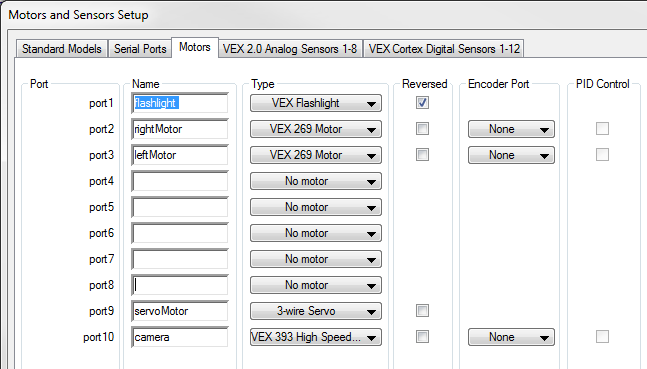 Motors and Sensors Setup
Standard Models Serial Ports Motors VEX 2.0 Analog Sensors 1-8 VEX Cortex Digital Sensors 1-12
Port Name Type Reversed Encoder Port PID Control
port1 flashlight VEX Flashlight
port2 rightMotor VEX 269 Motor None
port3 leftMotor VEX 269 Motor None
port4 No motor
port5 No motor
port6 No motor
port7 No motor
port8 No motor
port9 servoMotor 3-wire Servo
port10 camera VEX 393 High Speed... None